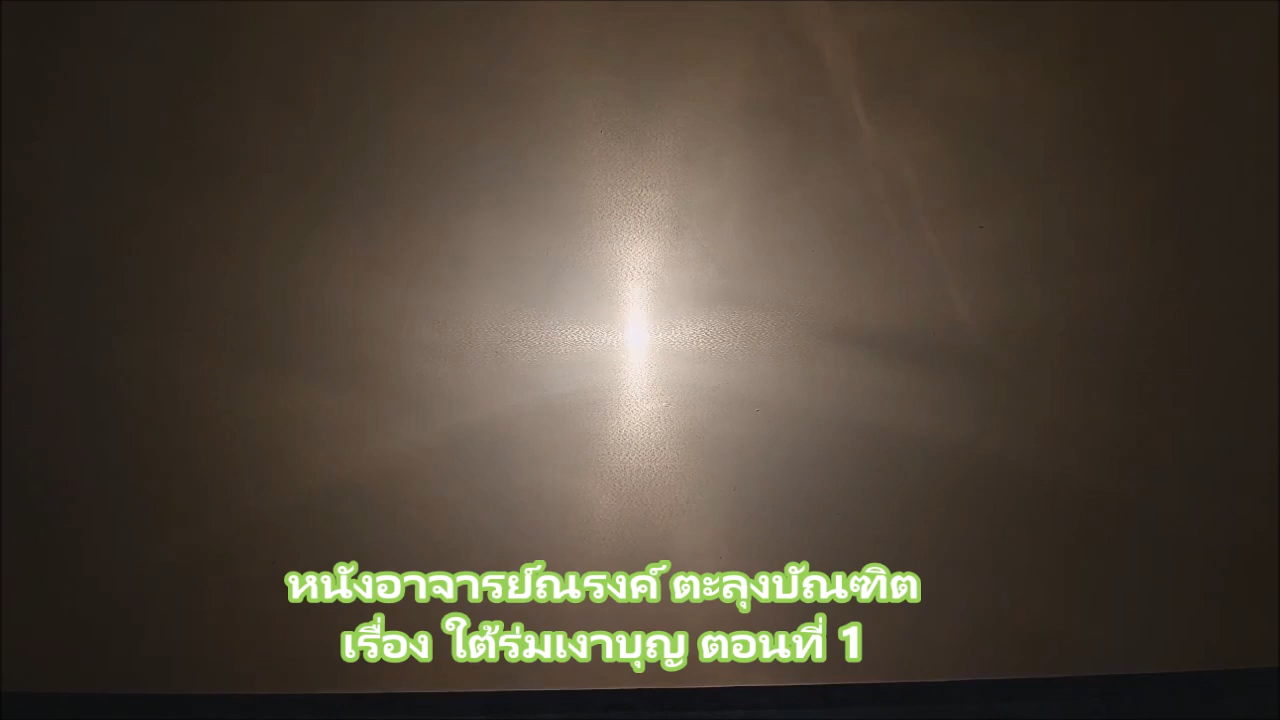 หนังอาจารย์ณรงค์ ตะลุงบัณฑิต
เรื่อง ใต้ร่มเงาบุญ ตอนที่ 1